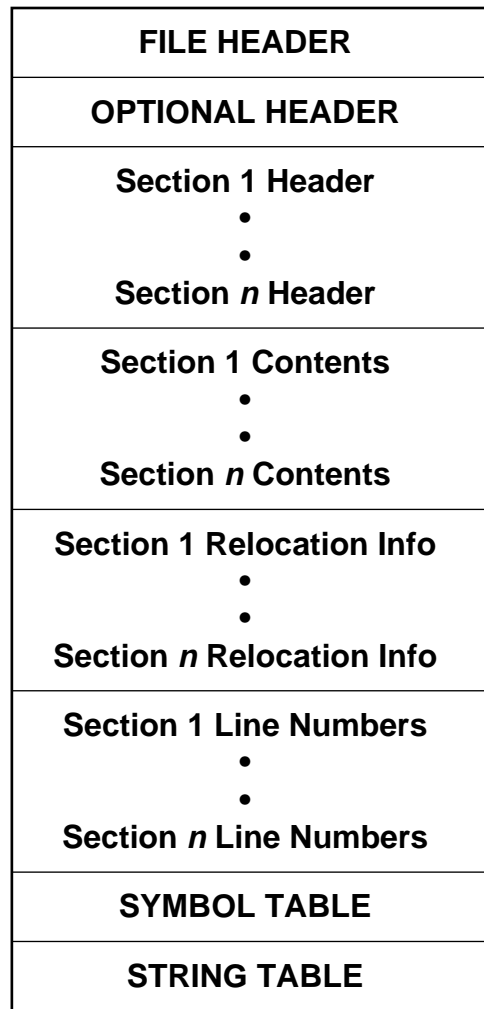 FILE HEADER
OPTIONAL HEADER
Section 1 Header
•
•
Section n Header
Section 1 Contents
•
•
Section n Contents
Section 1 Relocation Info
•
•
Section n Relocation Info
Section 1 Line Numbers
•
•
Section n Line Numbers
SYMBOL TABLE
STRING TABLE